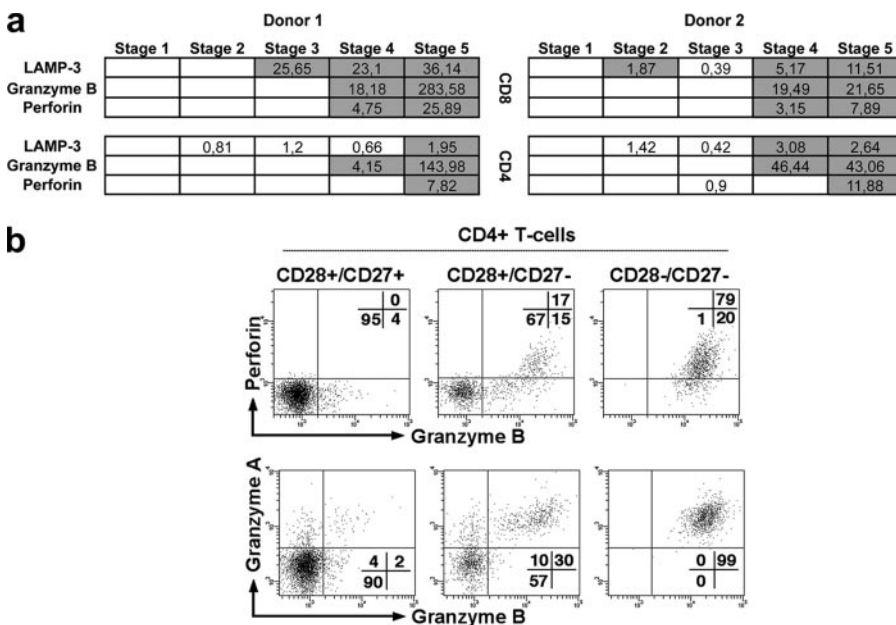 a
Donor 1 Donor 2
Stage 1 Stage 2 Stage 3 Stage 4 Stage 5 Stage 1 Stage 2 Stage 3 Stage 4 Stage 5
LAMP-3 25,65 23,1 36,14 1,87 0,39 5,17 11,51
Granzyme B 18,18 283,58 CD8 19,49 21,65
Perforin 4,75 25,89 3,15 7,89
LAMP-3 0,81 1,2 0,66 1,95 1,42 0,42 3,08 2,64
Granzyme B 4,15 143,98 CD4 46,44 43,06
Perforin 7,82 0,9 11,88
b
CD4+ T-cells
CD28+/CD27+ CD28+/CD27- CD28-/CD27-
0 17 79
95 4 67 15 1 20
Perforin
Granzyme B
Granzyme A
4 2 10 30 0 99
90 57 0
Granzyme B